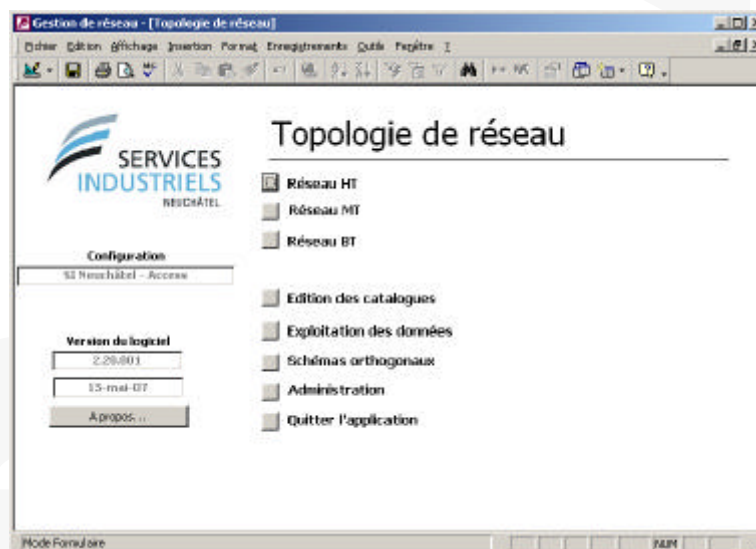 Gestion de réseau - [Topologie de réseau]
Fichier Edition Affichage Insertion Format Enregistrements Outils Fenêtre ?
Topologie de réseau
SERVICES
INDUSTRIELS
NEUCHÂTEL
Réseau HT
Réseau MT
Réseau BT
Configuration
SI Neuchâtel - Access
Edition des catalogues
Exploitation des données
Version du logiciel
2.20.001
Schémas orthogonaux
15-mai-07
Administration
A propos...
Quitter l'application
Mode Formulaire
NUM